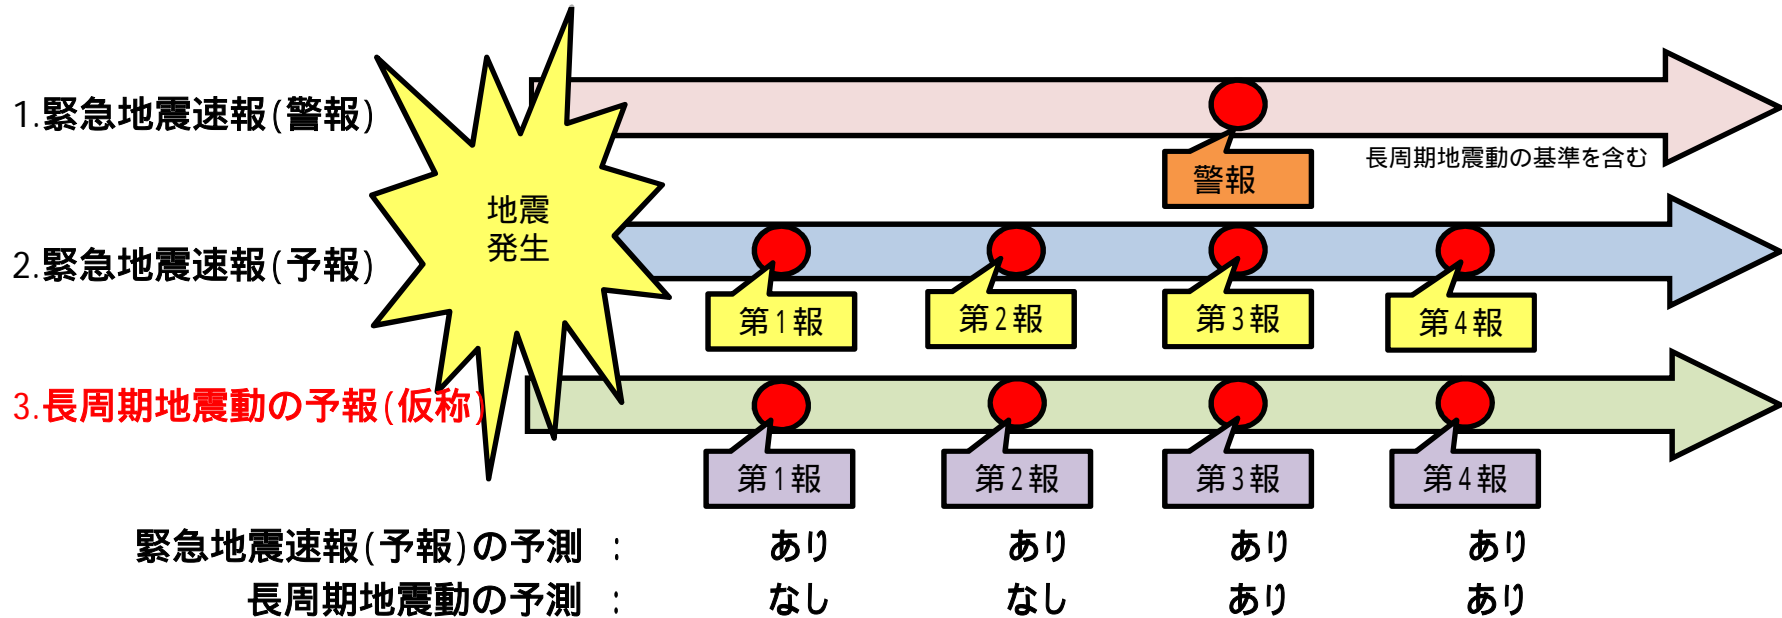 1.緊急地震速報(警報)
警報
長周期地震動の基準を含む
地震
発生
2.緊急地震速報(予報)
第1報 第2報 第3報 第4報
3.長周期地震動の予報(仮称)
第1報 第2報 第3報 第4報
緊急地震速報(予報)の予測 : あり あり あり あり
長周期地震動の予測 : なし なし あり あり